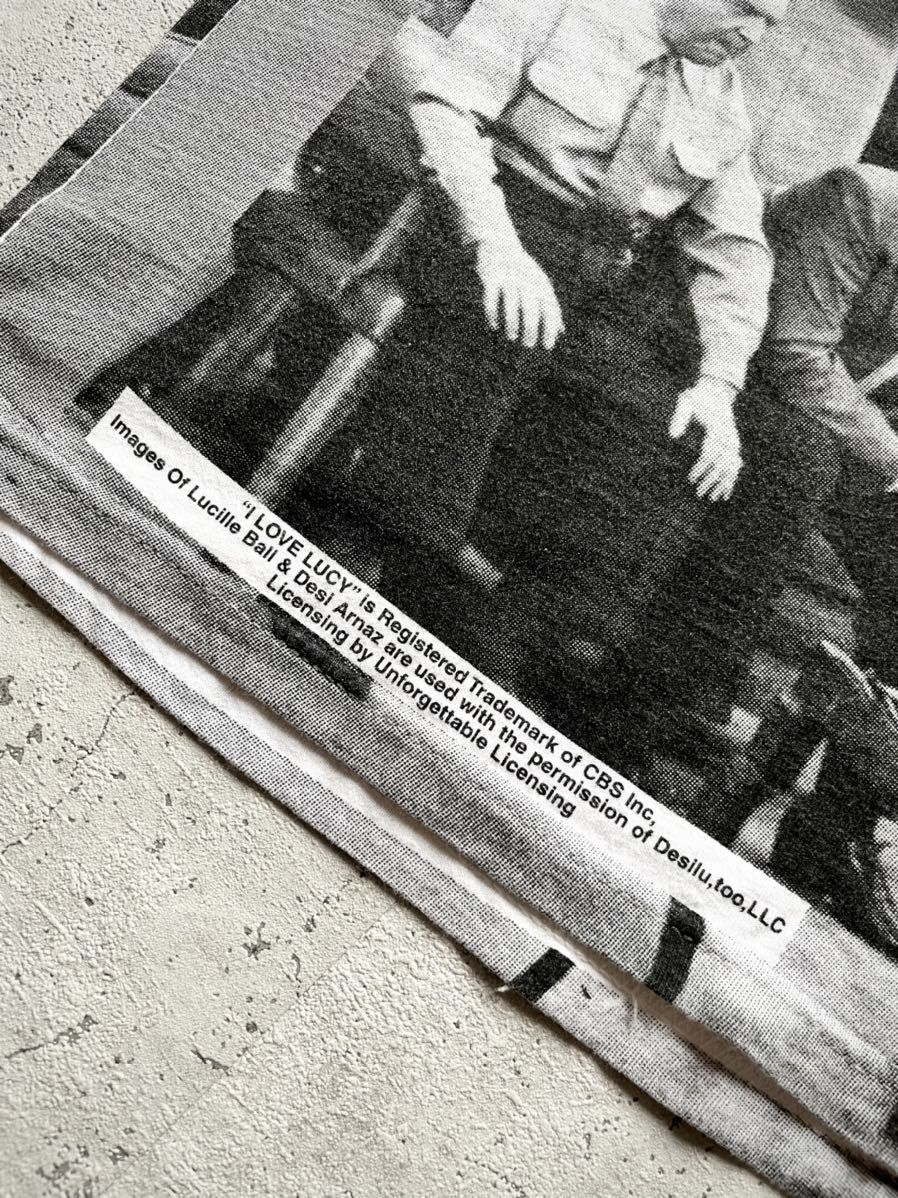 “I LOVE LUCY” is Registered Trademark of CBS Inc,
Images Of Lucille Ball & Desi Arnaz are used with the permission of Desilu,too,LLC
Licensing by Unforgettable Licensing